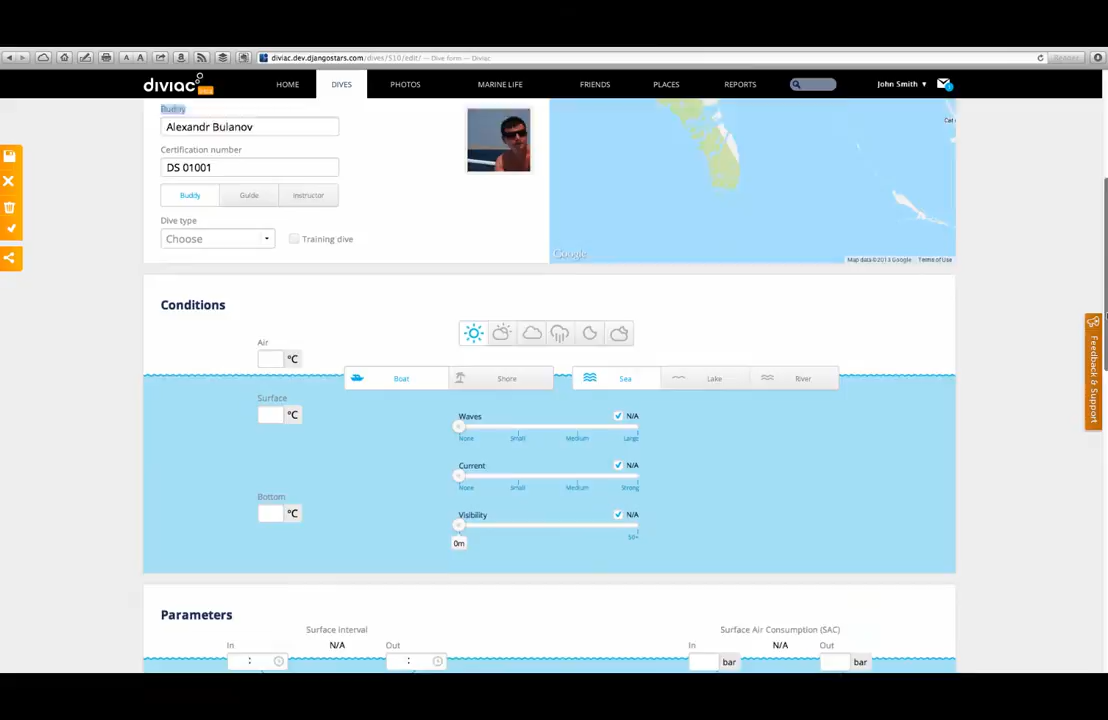 diviac.dev.djangostars.com/dives/510/edit/ — Dive form — Diviac
Reader
diviac
HOME
DIVES
PHOTOS
MARINE LIFE
FRIENDS
PLACES
REPORTS
John Smith
Buddy
Alexandr Bulanov
Certification number
DS 01001
Buddy
Guide
Instructor
Dive type
Choose
Training dive
Google
Map data ©2013 Google
Terms of Use
Feedback & Support
Conditions
Air
°C
Boat
Shore
Sea
Lake
River
Surface
°C
Waves
N/A
None
Small
Medium
Large
Current
N/A
None
Small
Medium
Strong
Bottom
°C
Visibility
N/A
0m
50+
Parameters
Surface Interval
Surface Air Consumption (SAC)
In
N/A
Out
In
N/A
Out
:
:
bar
bar